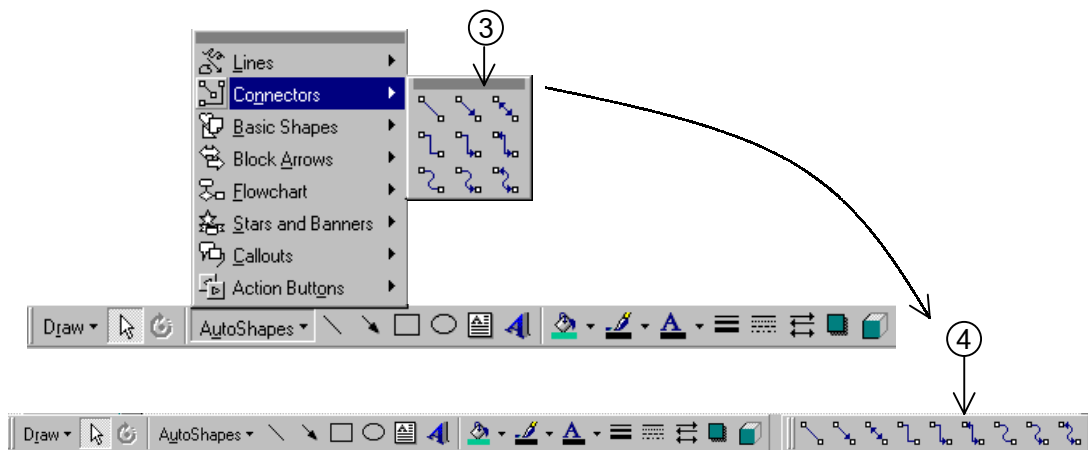 ③
Lines
Connectors
Basic Shapes
Block Arrows
Flowchart
Stars and Banners
Callouts
Action Buttons
Draw AutoShapes A A
④
Draw AutoShapes A A